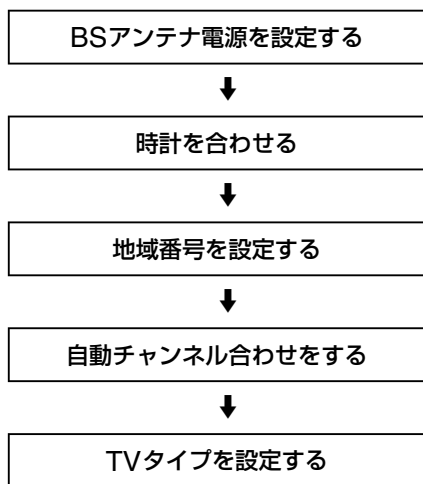 BSアンテナ電源を設定する
時計を合わせる
地域番号を設定する
自動チャンネル合わせをする
TVタイプを設定する